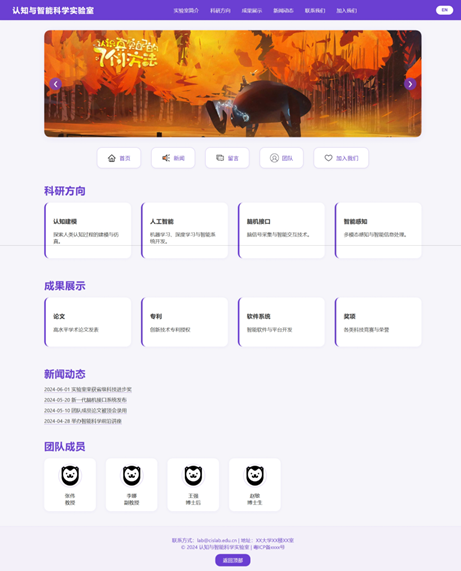 认知与智能科学实验室
实验室简介 科研方向 成果展示 新闻动态 联系我们 加入我们
EN
认识真实自我的
7个方法
首页 新闻 留言 团队 加入我们
科研方向
认知建模
探索人类认知过程的建模与仿真。
人工智能
机器学习、深度学习与智能系统开发。
脑机接口
脑信号采集与智能交互技术。
智能感知
多模态感知与智能信息处理。
成果展示
论文
高水平学术论文发表
专利
创新技术专利授权
软件系统
智能软件与平台开发
奖项
各类科技竞赛与荣誉
新闻动态
2024-06-01 实验室荣获省级科技进步奖
2024-05-20 新一代脑机接口系统发布
2024-05-10 团队成员论文被顶会录用
2024-04-28 举办智能科学前沿讲座
团队成员
张伟
教授
李娜
副教授
王强
博士后
赵敏
博士生
联系方式：lab@cislab.edu.cn | 地址：XX大学XX楼XX室
© 2024 认知与智能科学实验室 | 粤ICP备xxxx号
返回顶部